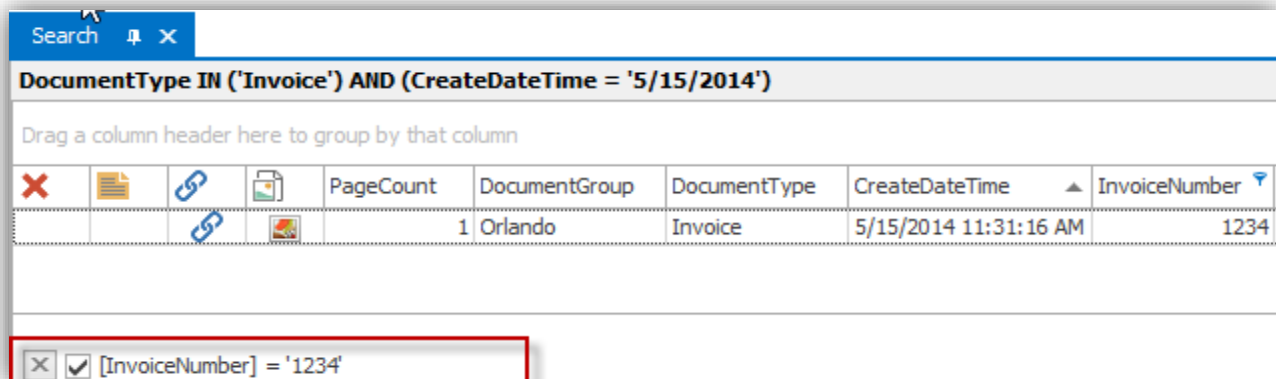 Search
DocumentType IN ('Invoice') AND (CreateDateTime = '5/15/2014')
Drag a column header here to group by that column
PageCount DocumentGroup DocumentType CreateDateTime InvoiceNumber
1 Orlando Invoice 5/15/2014 11:31:16 AM 1234
[InvoiceNumber] = '1234'